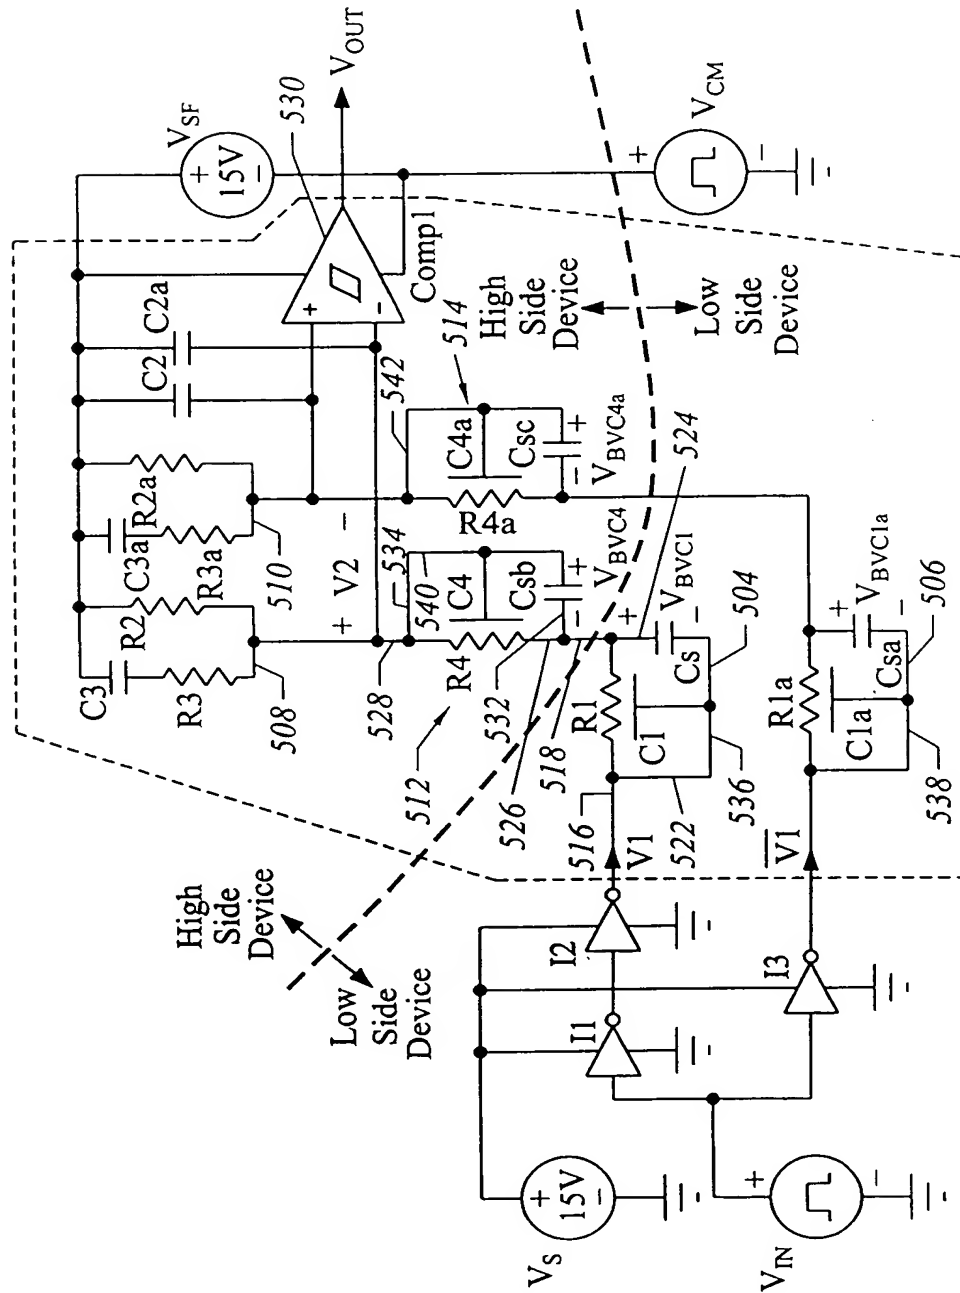 V_SF
15V
+
−
530
V_OUT
C2
C2a
C3
C3a
R2
R2a
R3
R3a
508
510
V2
+
−
Comp1
+
−
528
534
540
542
514
High
Side
Device
Low
Side
Device
C4
C4a
R4
R4a
Csb
Csc
+
−
V_BVC4
+
−
V_BVC4a
512
532
526
518
524
V_CM
+
−
High
Side
Device
Low
Side
Device
516
V1
R1
C1
Cs
+
−
V_BVC1
504
522
536
V1
R1a
C1a
Csa
+
−
V_BVC1a
506
538
I1
I2
I3
V_S
+
15V
−
V_IN
+
−